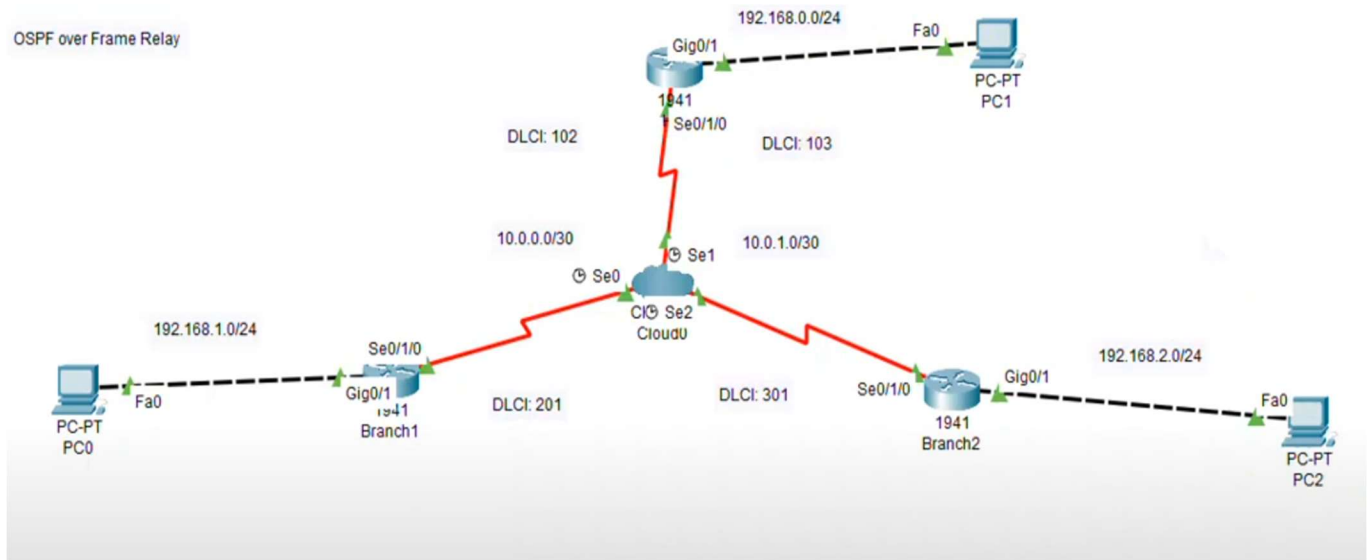 OSPF over Frame Relay
192.168.0.0/24
Fa0
Gig0/1
PC-PT
PC1
1941
Se0/1/0
DLCI: 102
DLCI: 103
10.0.0.0/30
10.0.1.0/30
Se1
Se0
Se2
Cloud0
192.168.1.0/24
Se0/1/0
Gig0/1
Fa0
1941
Branch1
PC-PT
PC0
DLCI: 201
DLCI: 301
192.168.2.0/24
Se0/1/0
Gig0/1
Fa0
1941
Branch2
PC-PT
PC2